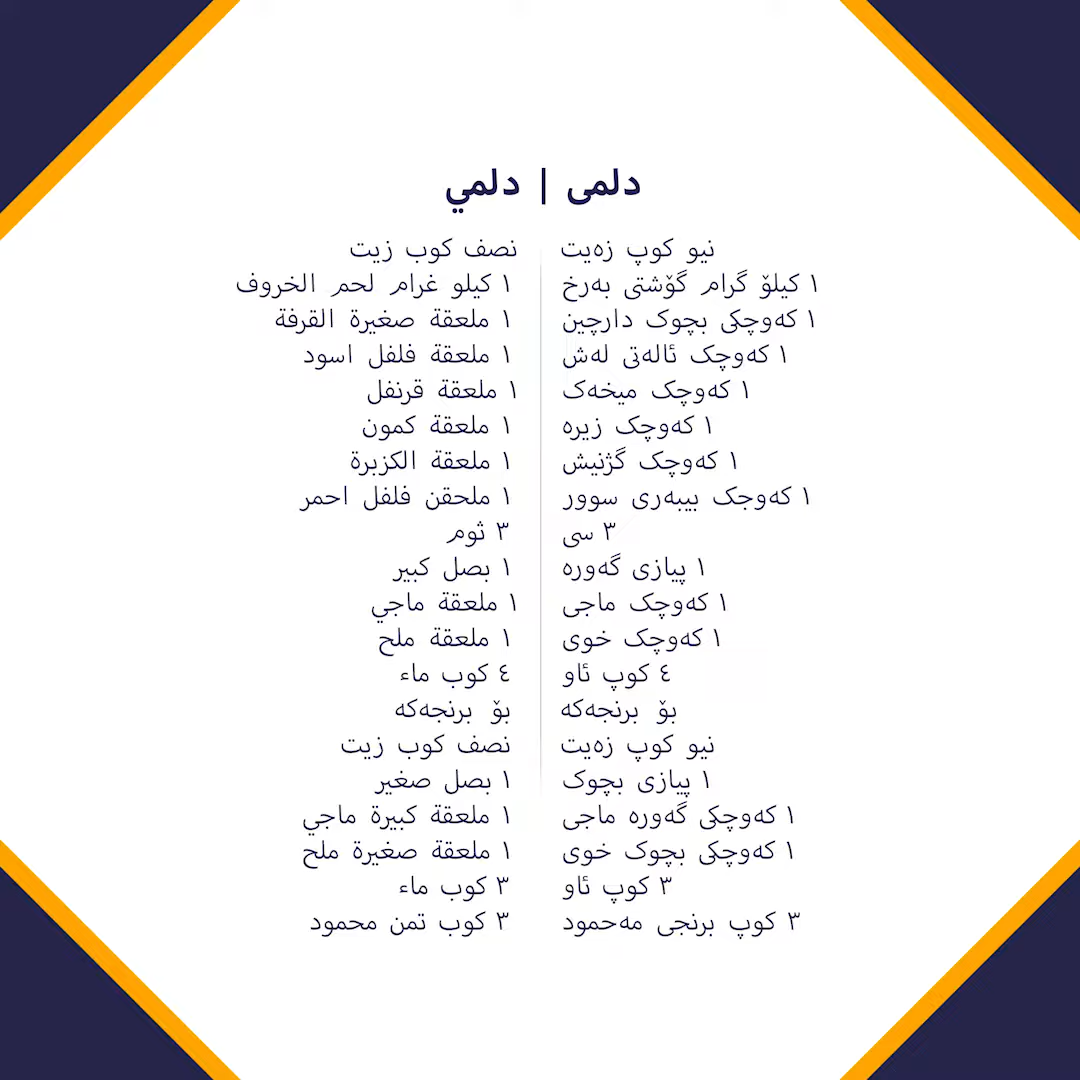 دلمی | دلمي
نیو کوپ زەیت
١ کیلۆ گرام گۆشتی بەرخ
١ کەوچکی بچوک دارچین
١ کەوچک ئالەتی لەش
١ کەوچک میخەک
١ کەوچک زیرە
١ کەوچک گژنیش
١ کەوجک بیبەری سوور
٣ سی
١ پیازی گەورە
١ کەوچک ماجی
١ کەوچک خوی
٤ کوپ ئاو
بۆ برنجەکە
نیو کوپ زەیت
١ پیازی بچوک
١ کەوچکی گەورە ماجی
١ کەوچکی بچوک خوی
٣ کوپ ئاو
٣ کوپ برنجی مەحمود
نصف كوب زيت
١ كيلو غرام لحم الخروف
١ ملعقة صغيرة القرفة
١ ملعقة فلفل اسود
١ ملعقة قرنفل
١ ملعقة كمون
١ ملعقة الكزبرة
١ ملحقن فلفل احمر
٣ ثوم
١ بصل كبير
١ ملعقة ماجي
١ ملعقة ملح
٤ كوب ماء
بۆ برنجەکە
نصف كوب زيت
١ بصل صغير
١ ملعقة كبيرة ماجي
١ ملعقة صغيرة ملح
٣ كوب ماء
٣ كوب تمن محمود